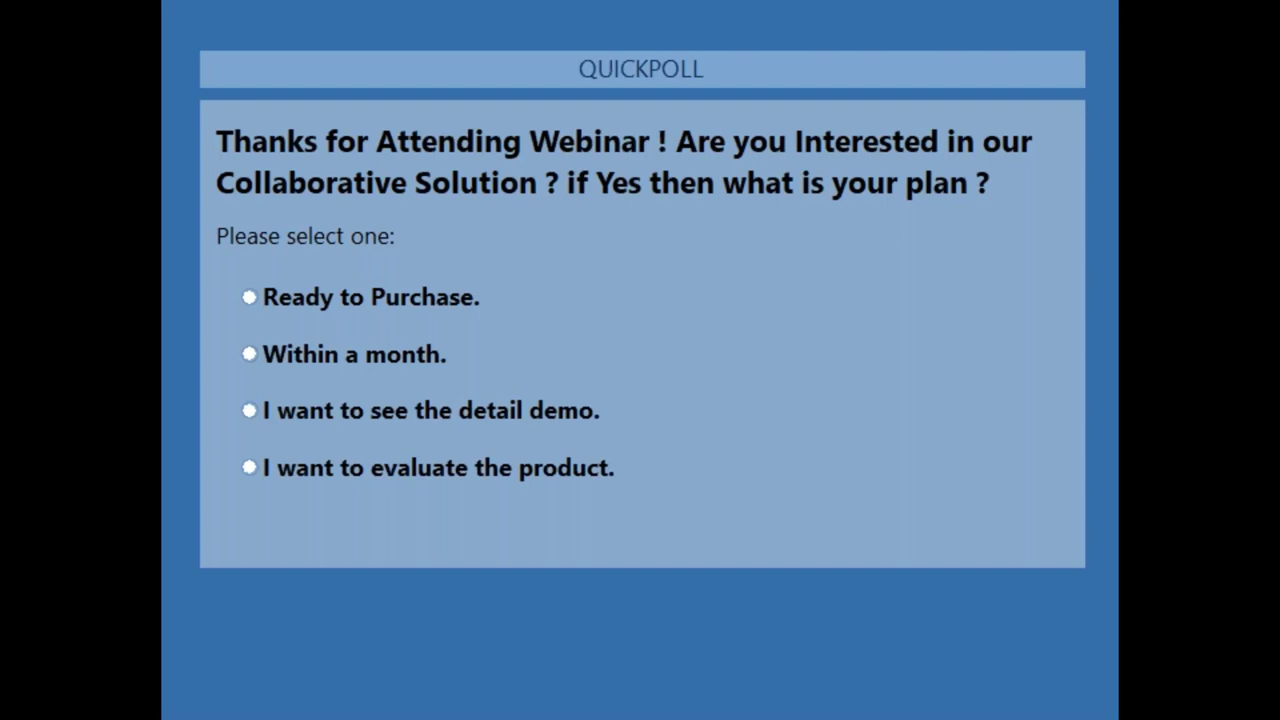 QUICKPOLL
Thanks for Attending Webinar ! Are you Interested in our
Collaborative Solution ? if Yes then what is your plan ?
Please select one:
Ready to Purchase.
Within a month.
I want to see the detail demo.
I want to evaluate the product.